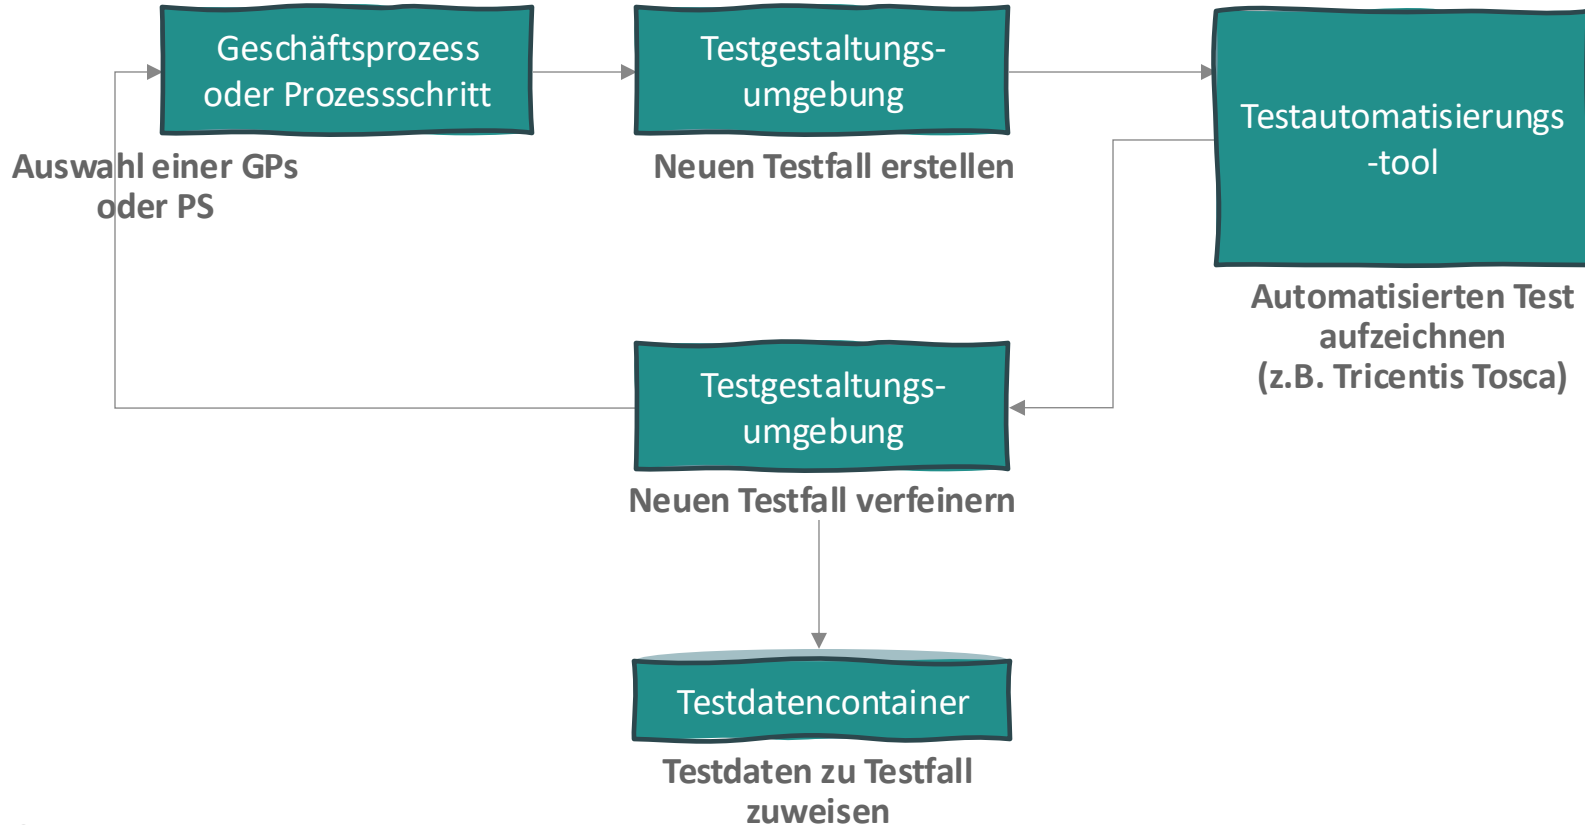 Geschäftsprozess
oder Prozessschritt
Auswahl einer GPs
oder PS
Testgestaltungs-
umgebung
Neuen Testfall erstellen
Testautomatisierungs
-tool
Automatisierten Test
aufzeichnen
(z.B. Tricentis Tosca)
Testgestaltungs-
umgebung
Neuen Testfall verfeinern
Testdatencontainer
Testdaten zu Testfall
zuweisen